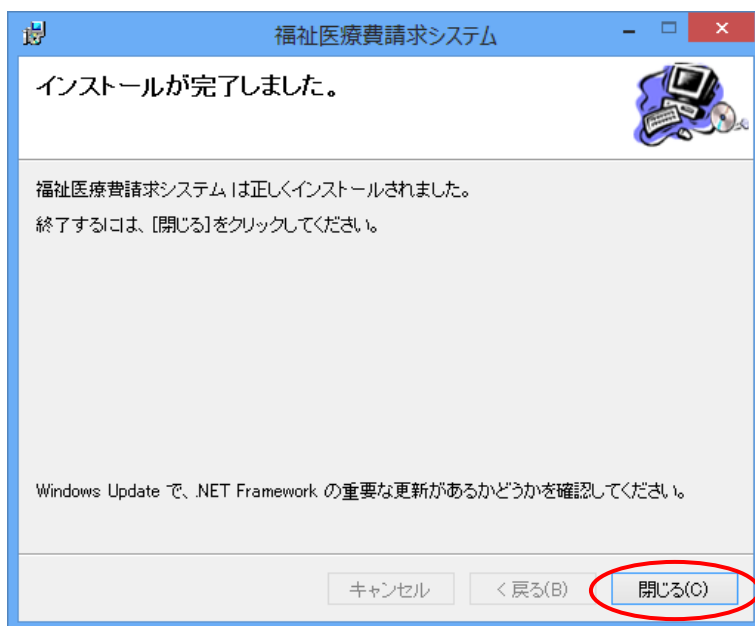 福祉医療費請求システム
インストールが完了しました。
福祉医療費請求システム は正しくインストールされました。
終了するには、[閉じる]をクリックしてください。
Windows Update で、.NET Framework の重要な更新があるかどうかを確認してください。
キャンセル
< 戻る(B)
閉じる(C)